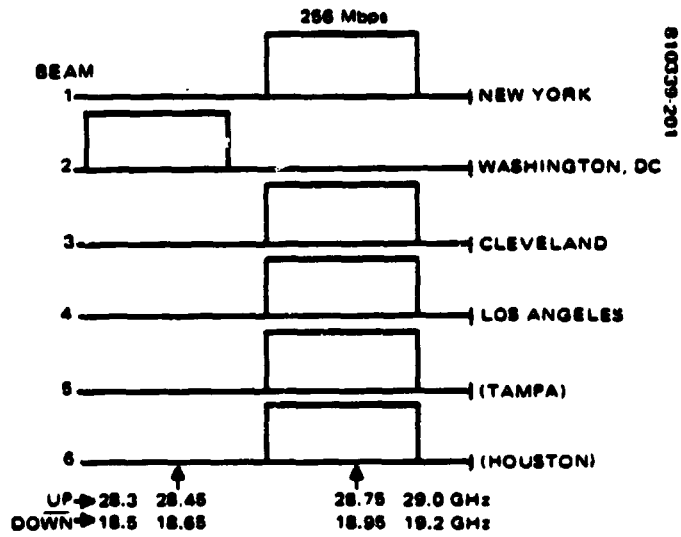 256 Mbps
BEAM
1 NEW YORK
2 WASHINGTON, DC
3 CLEVELAND
4 LOS ANGELES
5 (TAMPA)
6 (HOUSTON)
UP 28.3 28.45 28.75 29.0 GHz
DOWN 18.5 18.65 18.95 19.2 GHz
810339-201